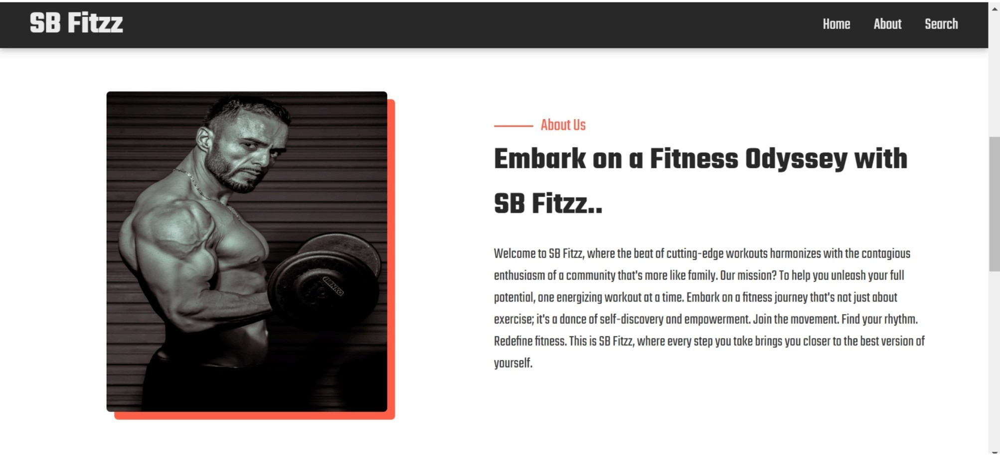 SB Fitzz
Home About Search
About Us
Embark on a Fitness Odyssey with
SB Fitzz..
Welcome to SB Fitzz, where the beat of cutting-edge workouts harmonizes with the contagious
enthusiasm of a community that's more like family. Our mission? To help you unleash your full
potential, one energizing workout at a time. Embark on a fitness journey that's not just about
exercise; it's a dance of self-discovery and empowerment. Join the movement. Find your rhythm.
Redefine fitness. This is SB Fitzz, where every step you take brings you closer to the best version of
yourself.